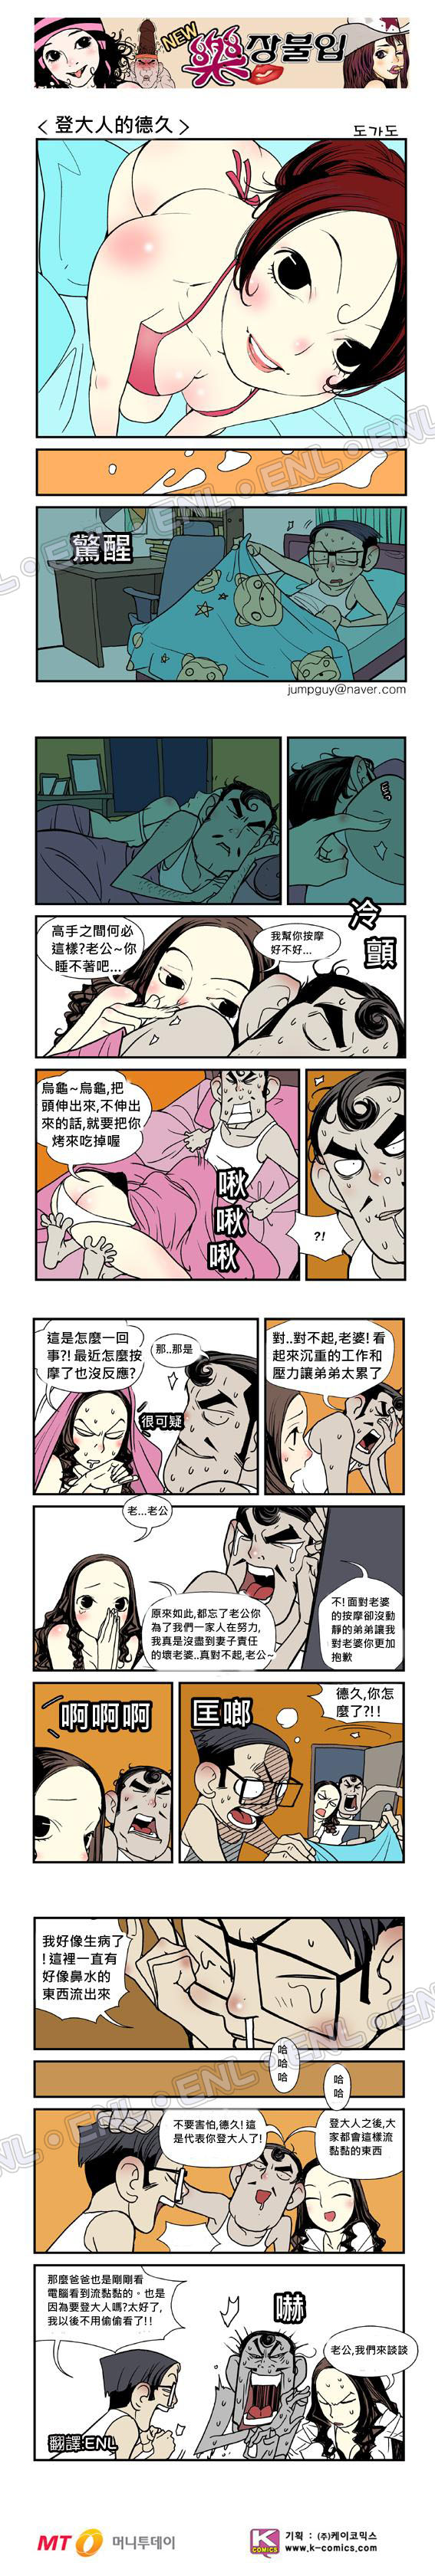 NEW 樂장불입
< 登大人的德久 >
도가도
驚醒
jumpguy@naver.com
高手之間何必
這樣?老公~你
睡不著吧...
我幫你按摩
好不好...
冷
顫
烏龜~烏龜,把
頭伸出來,不伸出
來的話,就要把你
烤來吃掉喔
啾
啾
啾
?!
這是怎麼一回
事?! 最近怎麼按
摩了也沒反應?
那..那是
很可疑
對..對不起,老婆! 看
起來沉重的工作和
壓力讓弟弟太累了
老...老公
原來如此,都忘了老公你
為了我們一家人在努力,
我真是沒盡到妻子責任
的壞老婆..真對不起,老公~
不! 面對老婆
的按摩卻沒動
靜的弟弟讓我
對老婆你更加
抱歉
啊啊啊
匡啷
德久,你怎
麼了?!!
我好像生病了
! 這裡一直有
好像鼻水的
東西流出來
哈
哈
哈
哈
哈
不要害怕,德久! 這
是代表你登大人了!
登大人之後,大
家都會這樣流
黏黏的東西
那麼爸爸也是剛剛看
電腦看到流黏黏的。也是
因為要登大人嗎?太好了,
我以後不用偷偷看了!!
嚇
老公,我們來談談
翻譯:ENL
ENL
MT 머니투데이
K COMICS
기획 : (주)케이코믹스
www.k-comics.com